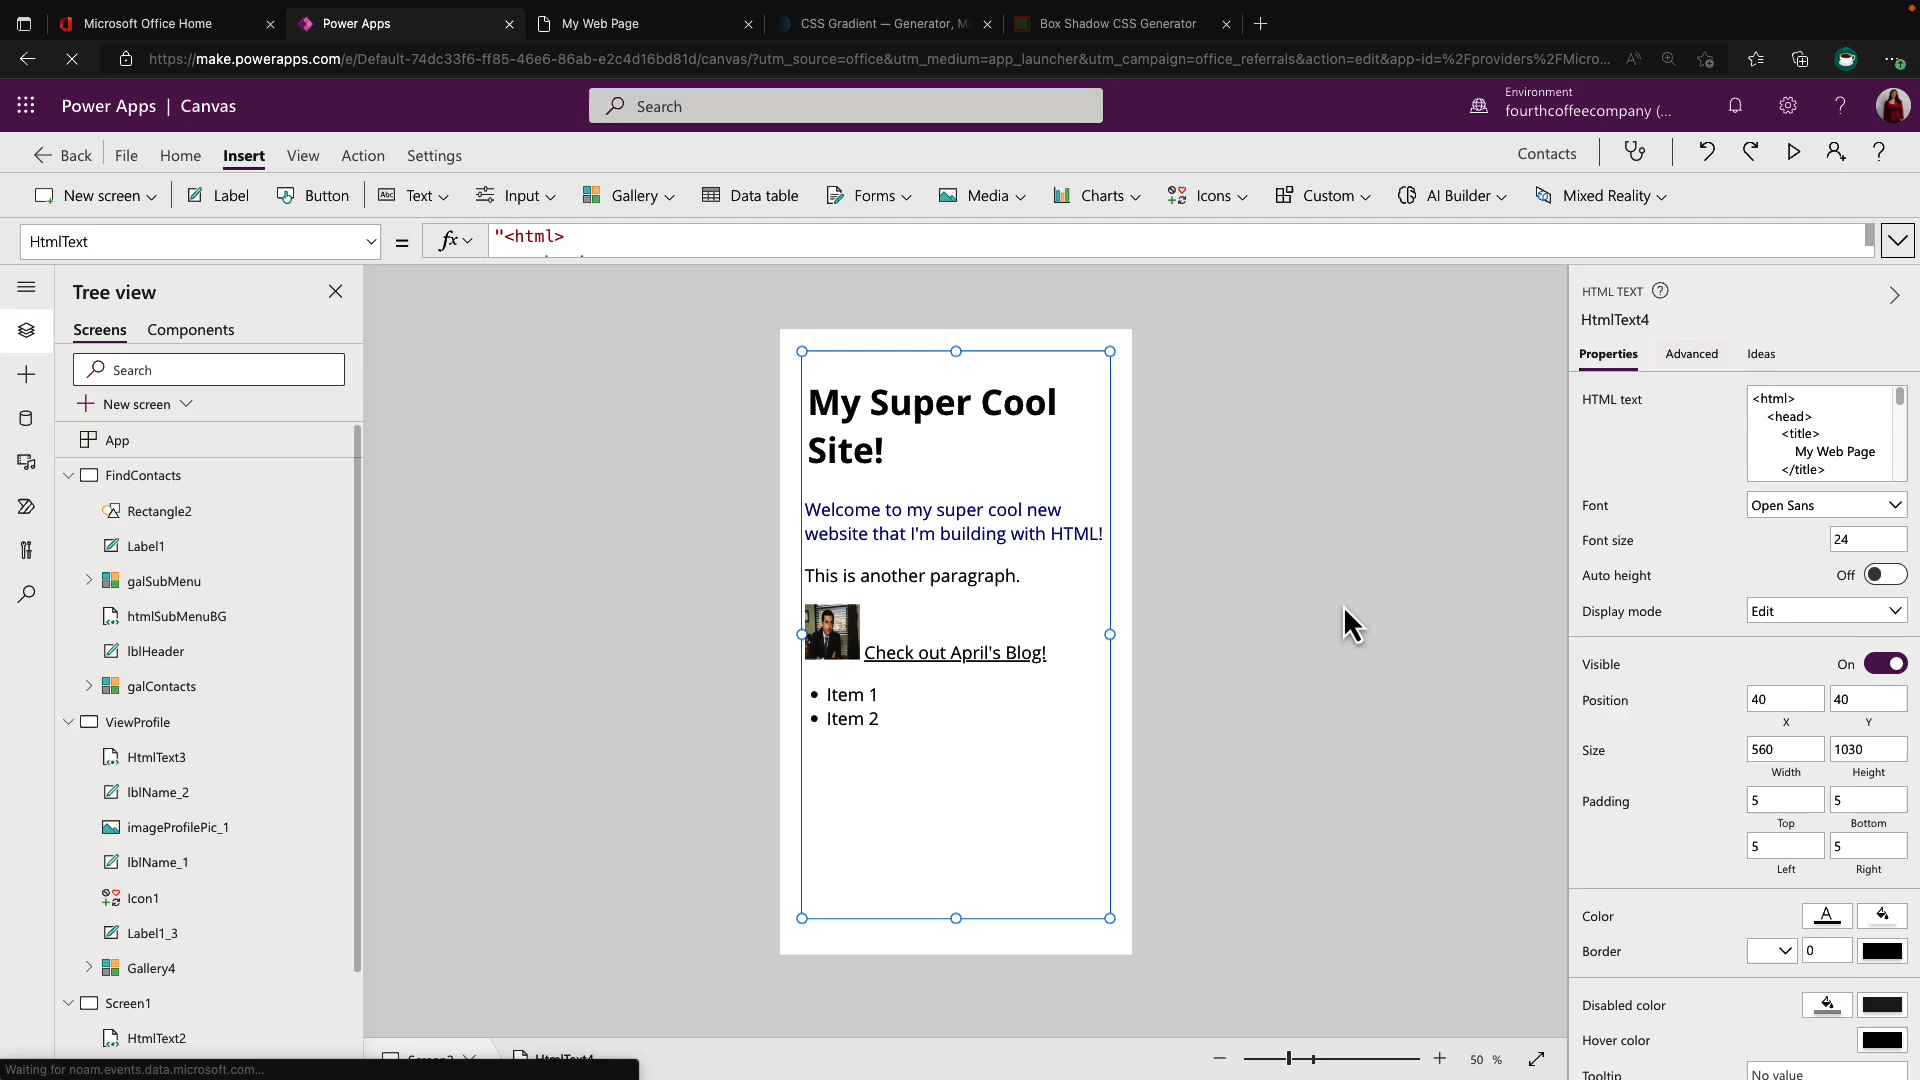 Microsoft Office Home
Power Apps
My Web Page
CSS Gradient — Generator, Ma
Box Shadow CSS Generator
https://make.powerapps.com/e/Default-74dc33f6-ff85-46e6-86ab-e2c4d16bd81d/canvas/?utm_source=office&utm_medium=app_launcher&utm_campaign=office_referrals&action=edit&app-id=%2Fproviders%2FMicro...
Power Apps | Canvas
Search
Environment
fourthcoffeecompany (...
Back
File
Home
Insert
View
Action
Settings
Contacts
New screen
Label
Button
Text
Input
Gallery
Data table
Forms
Media
Charts
Icons
Custom
AI Builder
Mixed Reality
HtmlText
=
fx
"<html>
Tree view
Screens
Components
Search
New screen
App
FindContacts
Rectangle2
Label1
galSubMenu
htmlSubMenuBG
lblHeader
galContacts
ViewProfile
HtmlText3
lblName_2
imageProfilePic_1
lblName_1
Icon1
Label1_3
Gallery4
Screen1
HtmlText2
Waiting for noam.events.data.microsoft.com...
My Super Cool
Site!
Welcome to my super cool new
website that I'm building with HTML!
This is another paragraph.
Check out April's Blog!
Item 1
Item 2
HtmlText4
50 %
HTML TEXT
HtmlText4
Properties
Advanced
Ideas
HTML text
<html>
<head>
<title>
My Web Page
</title>
Font
Open Sans
Font size
24
Auto height
Off
Display mode
Edit
Visible
On
Position
40
40
X
Y
Size
560
1030
Width
Height
Padding
5
5
Top
Bottom
5
5
Left
Right
Color
A
Border
0
Disabled color
Hover color
Tooltip
No value